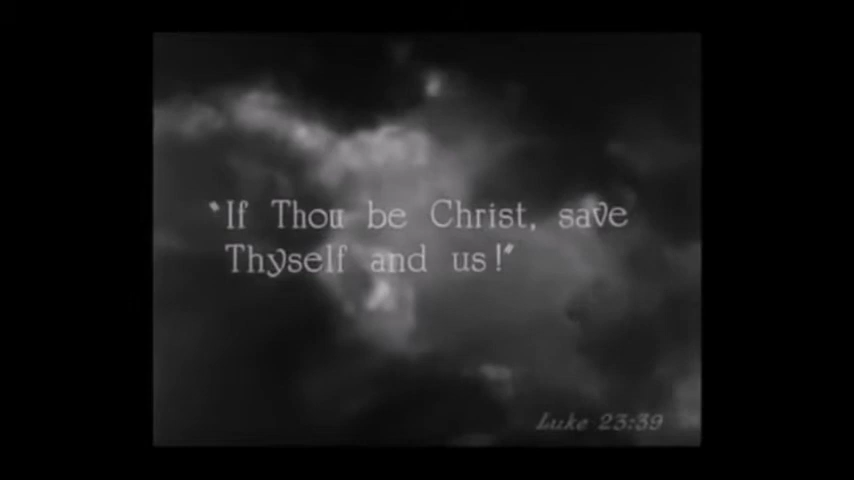 "If Thou be Christ, save
Thyself and us!"
Luke 23:39